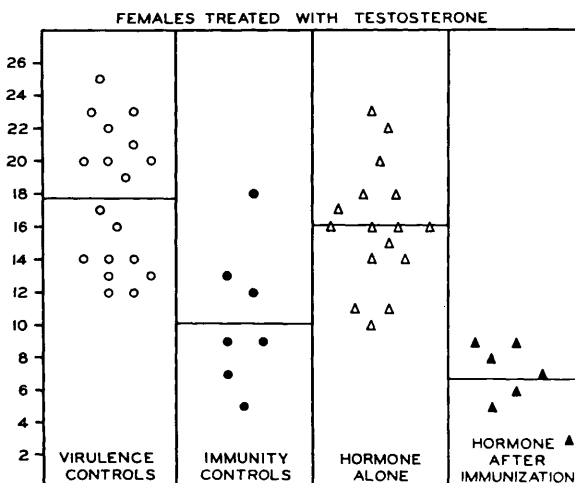 FEMALES TREATED WITH TESTOSTERONE
26
24
22
20
18
16
14
12
10
8
6
4
2
VIRULENCE
CONTROLS
IMMUNITY
CONTROLS
HORMONE
ALONE
HORMONE
AFTER
IMMUNIZATION